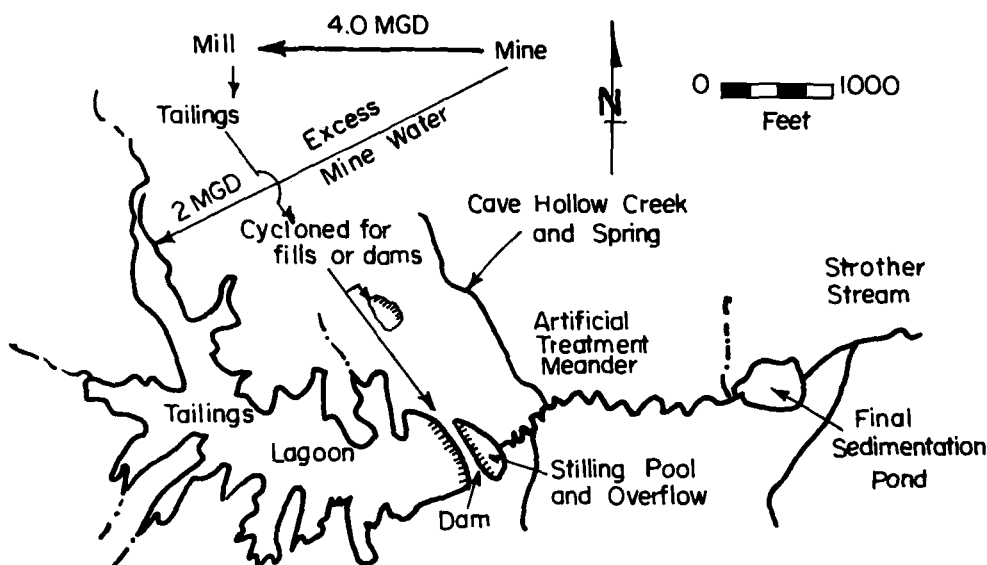 4.0 MGD
Mill
Mine
Tailings
Excess
Mine Water
2 MGD
N
0
1000
Feet
Cycloned for
fills or dams
Cave Hollow Creek
and Spring
Strother
Stream
Artificial
Treatment
Meander
Tailings
Lagoon
Dam
Stilling Pool
and Overflow
Final
Sedimentation
Pond